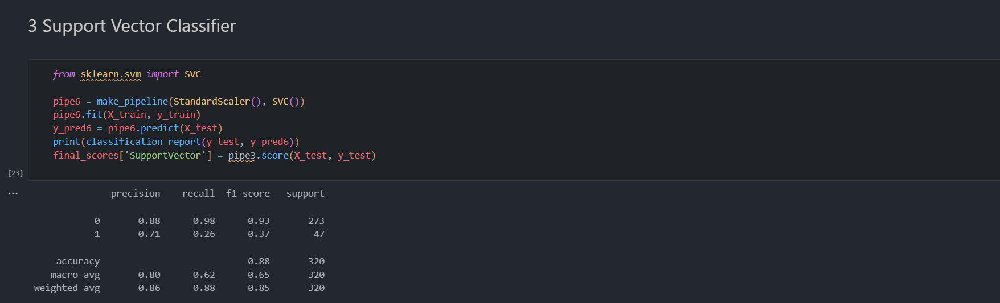 3 Support Vector Classifier
from sklearn.svm import SVC
pipe6 = make_pipeline(StandardScaler(), SVC())
pipe6.fit(X_train, y_train)
y_pred6 = pipe6.predict(X_test)
print(classification_report(y_test, y_pred6))
final_scores['SupportVector'] = pipe3.score(X_test, y_test)
[23]
... precision recall f1-score support
0 0.88 0.98 0.93 273
1 0.71 0.26 0.37 47
accuracy 0.88 320
macro avg 0.80 0.62 0.65 320
weighted avg 0.86 0.88 0.85 320